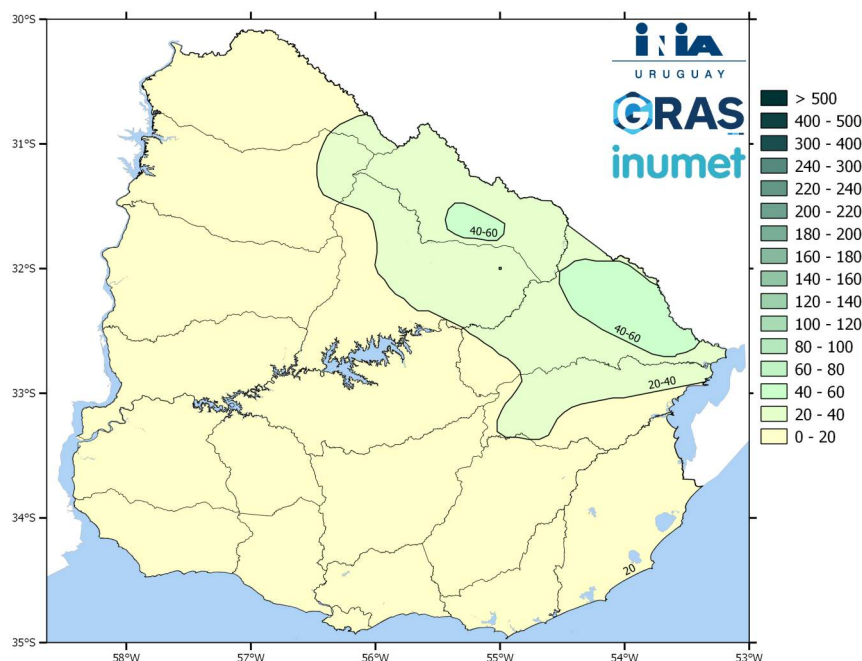 30°S
31°S
32°S
33°S
34°S
35°S
58°W
57°W
56°W
55°W
54°W
53°W
40-60
40-60
20-40
20
INIA
URUGUAY
GRAS
inumet
> 500
400 - 500
300 - 400
240 - 300
220 - 240
200 - 220
180 - 200
160 - 180
140 - 160
120 - 140
100 - 120
80 - 100
60 - 80
40 - 60
20 - 40
0 - 20